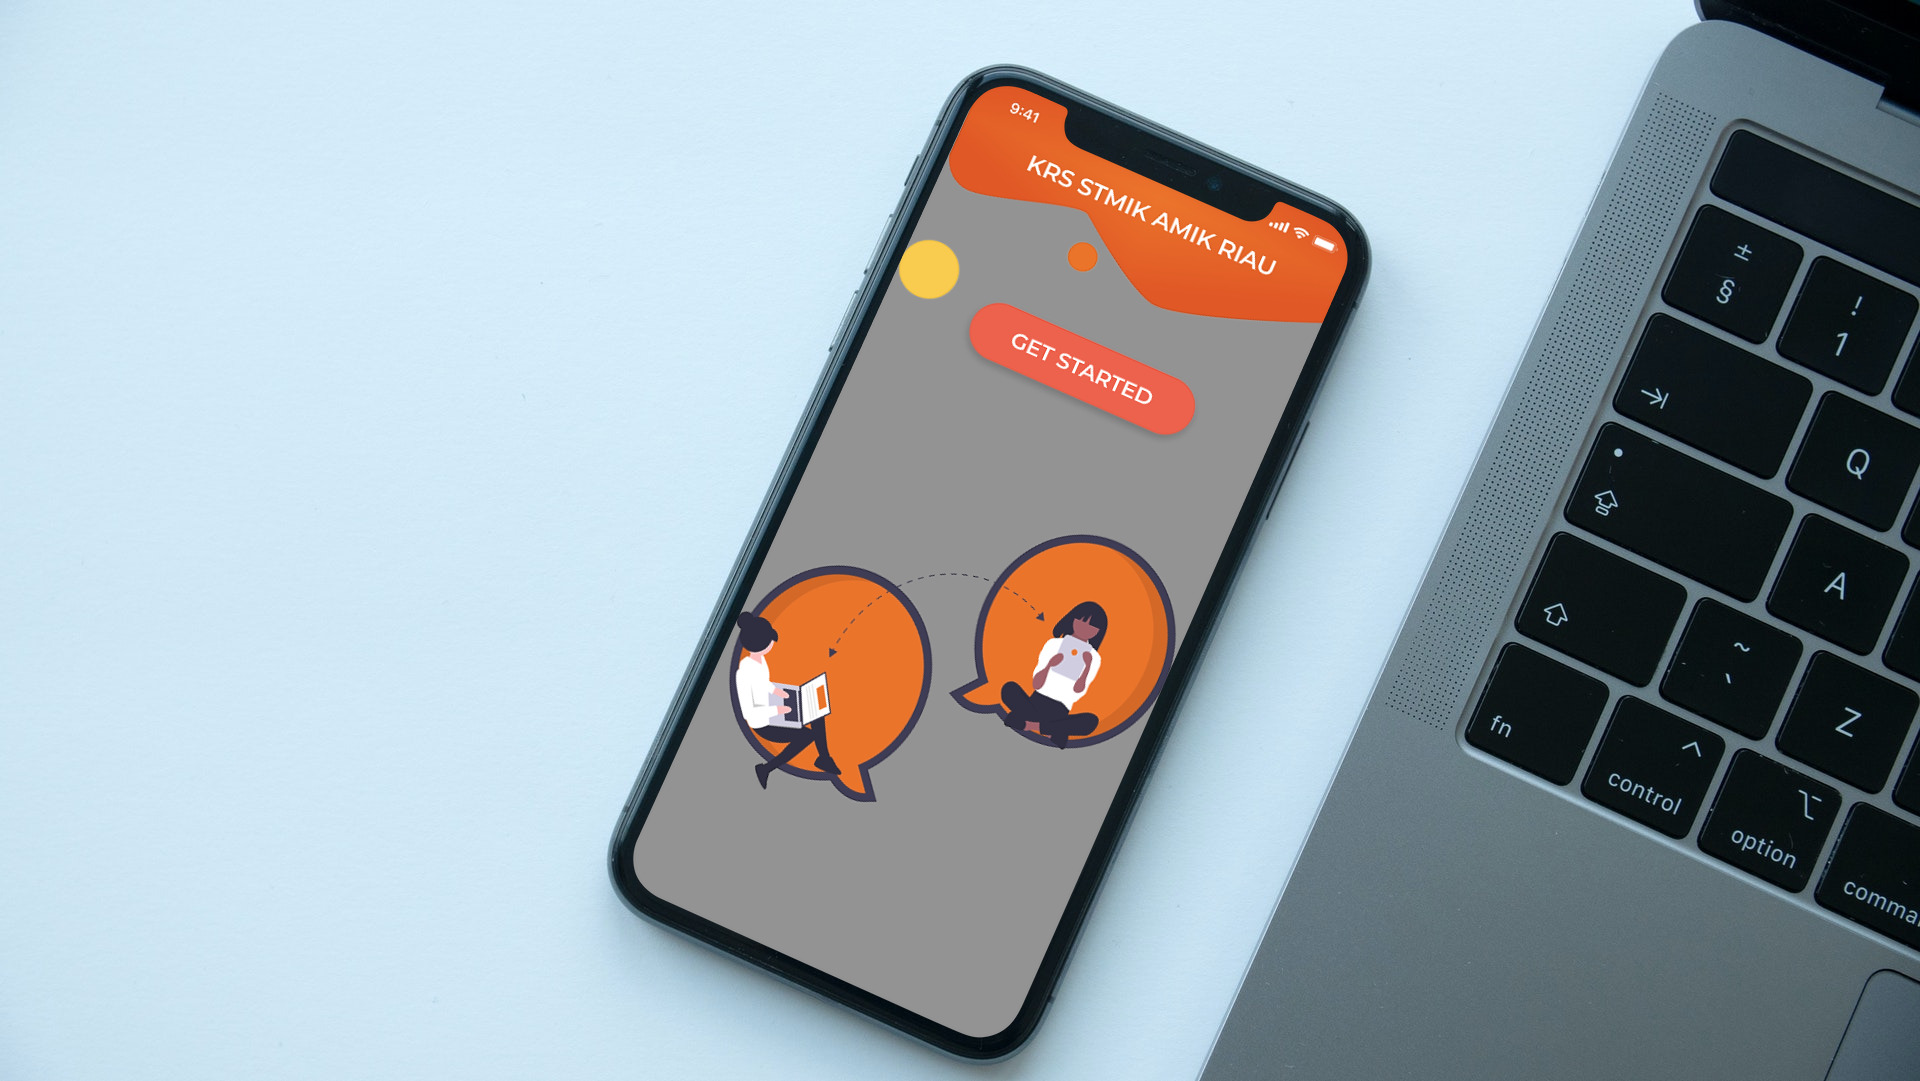 9:41
KRS STMIK AMIK RIAU
GET STARTED
±
§
!
1
Q
A
~
`
Z
fn
control
option
comma